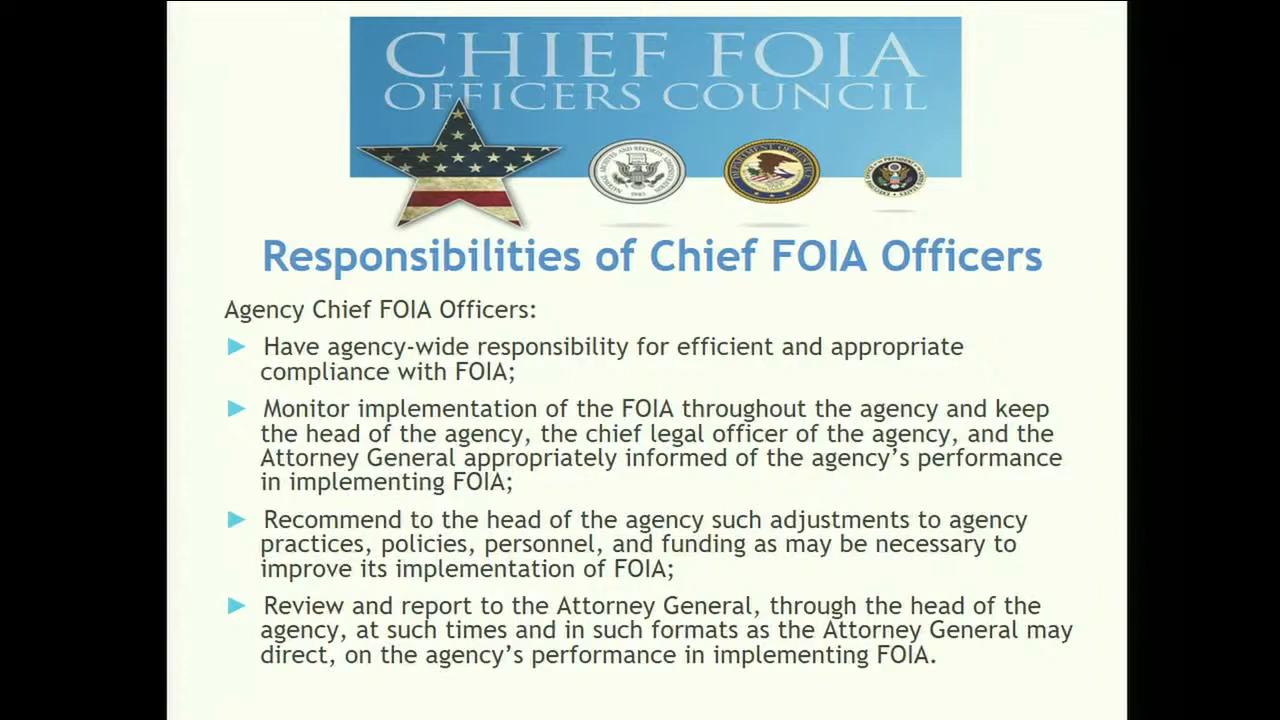 CHIEF FOIA
OFFICERS COUNCIL
Responsibilities of Chief FOIA Officers
Agency Chief FOIA Officers:
Have agency-wide responsibility for efficient and appropriate
compliance with FOIA;
Monitor implementation of the FOIA throughout the agency and keep
the head of the agency, the chief legal officer of the agency, and the
Attorney General appropriately informed of the agency’s performance
in implementing FOIA;
Recommend to the head of the agency such adjustments to agency
practices, policies, personnel, and funding as may be necessary to
improve its implementation of FOIA;
Review and report to the Attorney General, through the head of the
agency, at such times and in such formats as the Attorney General may
direct, on the agency’s performance in implementing FOIA.